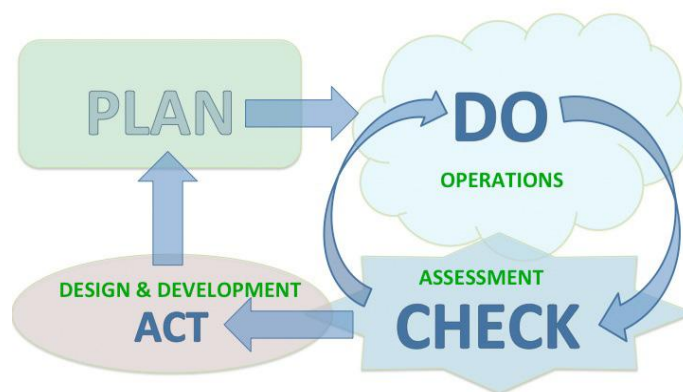 PLAN
DO
OPERATIONS
DESIGN & DEVELOPMENT
ACT
ASSESSMENT
CHECK